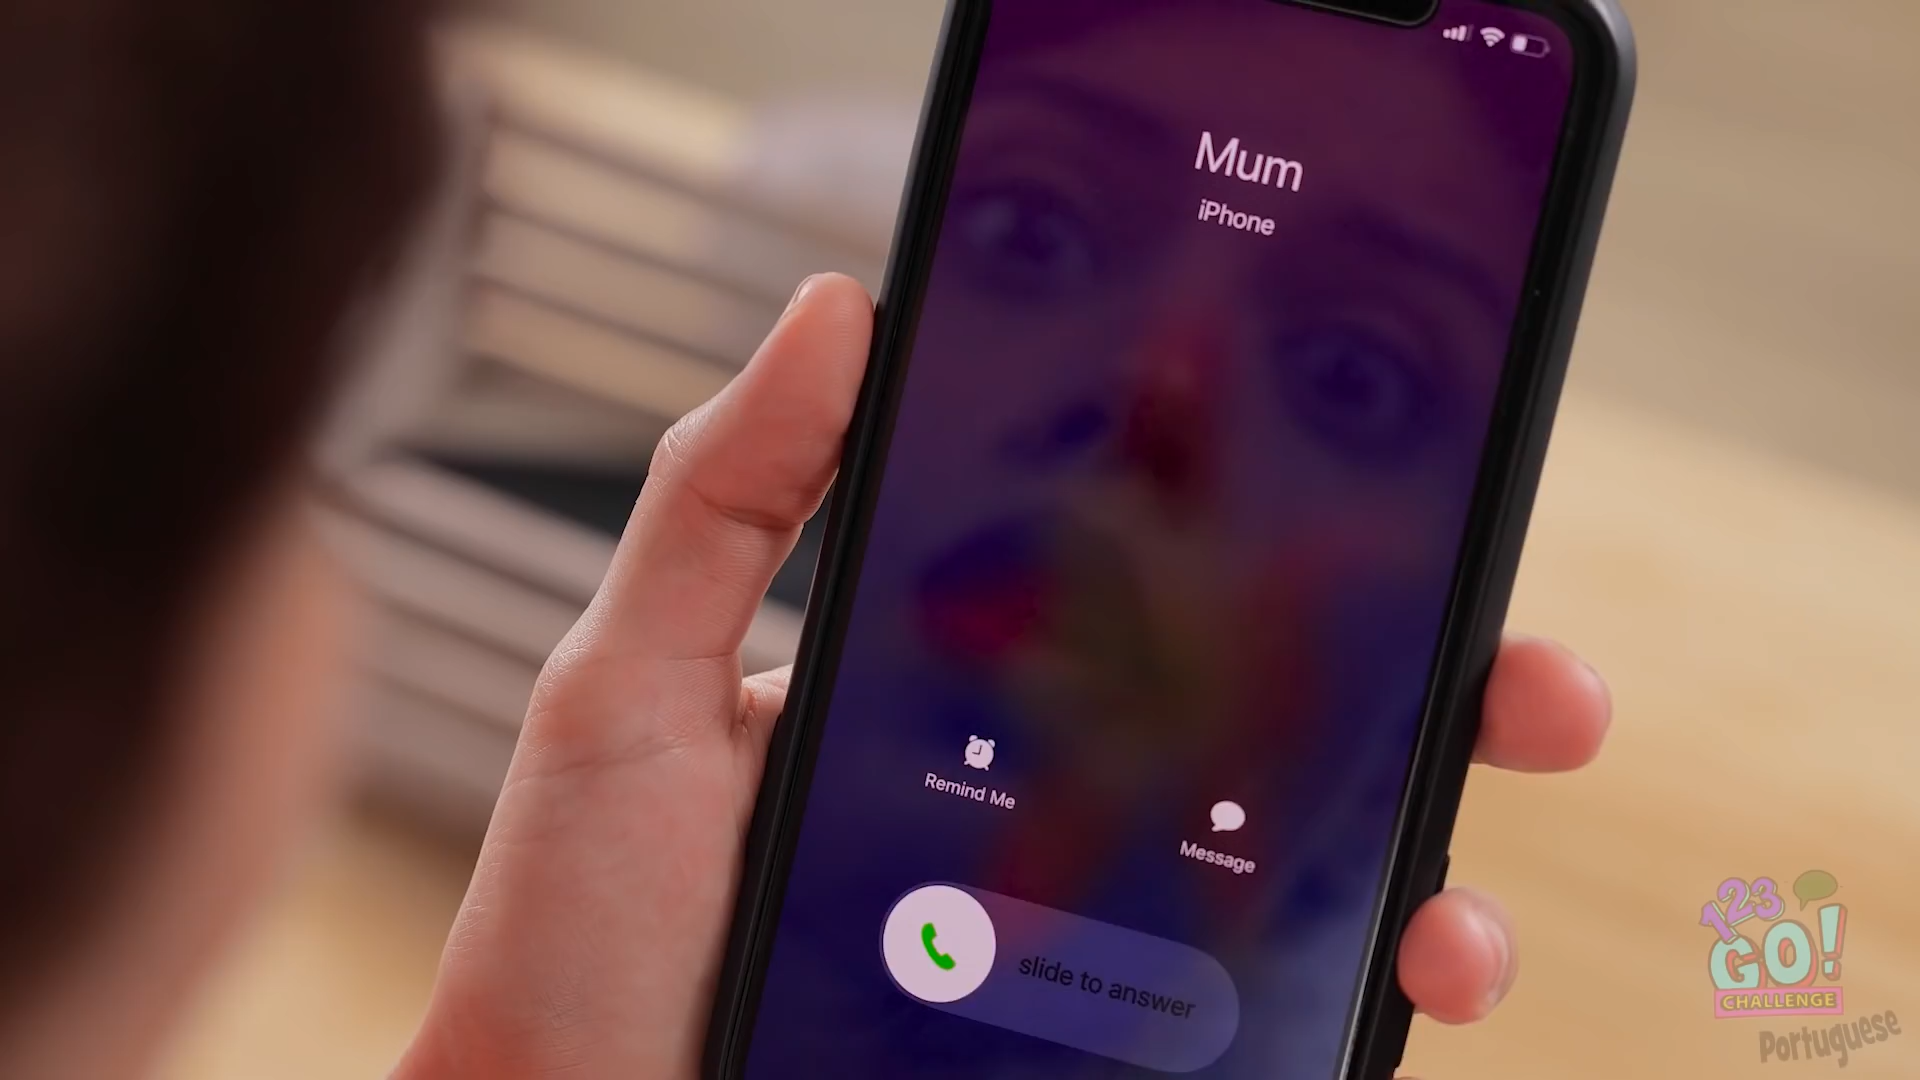 Mum
iPhone
Remind Me
Message
slide to answer
123
GO!
CHALLENGE
Portuguese